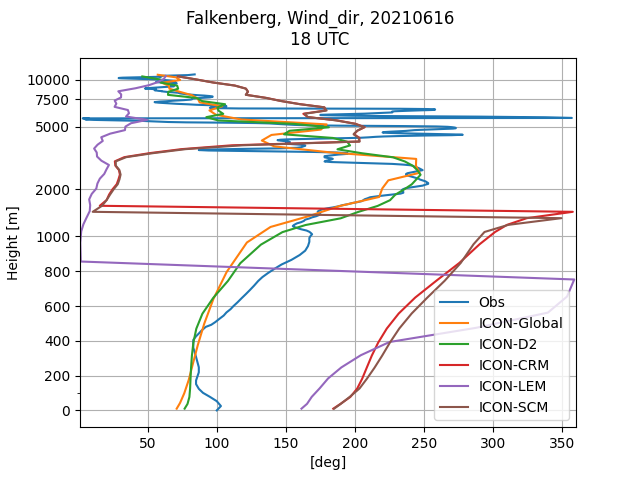 Falkenberg, Wind_dir, 20210616
18 UTC
Height [m]
10000
7500
5000
2000
1000
800
600
400
200
0
50
100
150
200
250
300
350
[deg]
Obs
ICON-Global
ICON-D2
ICON-CRM
ICON-LEM
ICON-SCM